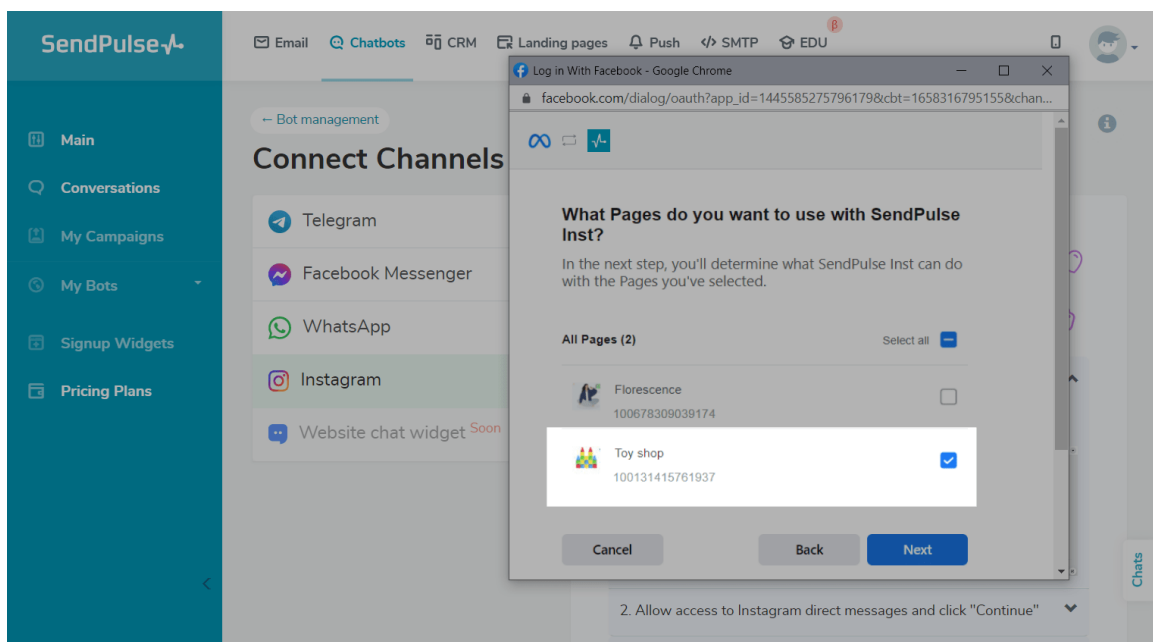 SendPulse
Email
Chatbots
CRM
Landing pages
Push
SMTP
EDU
β
Main
Conversations
My Campaigns
My Bots
Signup Widgets
Pricing Plans
← Bot management
Connect Channels
Telegram
Facebook Messenger
WhatsApp
Instagram
Website chat widget Soon
Log in With Facebook - Google Chrome
facebook.com/dialog/oauth?app_id=1445585275796179&cbt=1658316795155&chan...
What Pages do you want to use with SendPulse
Inst?
In the next step, you'll determine what SendPulse Inst can do
with the Pages you've selected.
All Pages (2)
Select all
Florescence
100678309039174
Toy shop
100131415761937
Cancel
Back
Next
2. Allow access to Instagram direct messages and click "Continue"
Chats